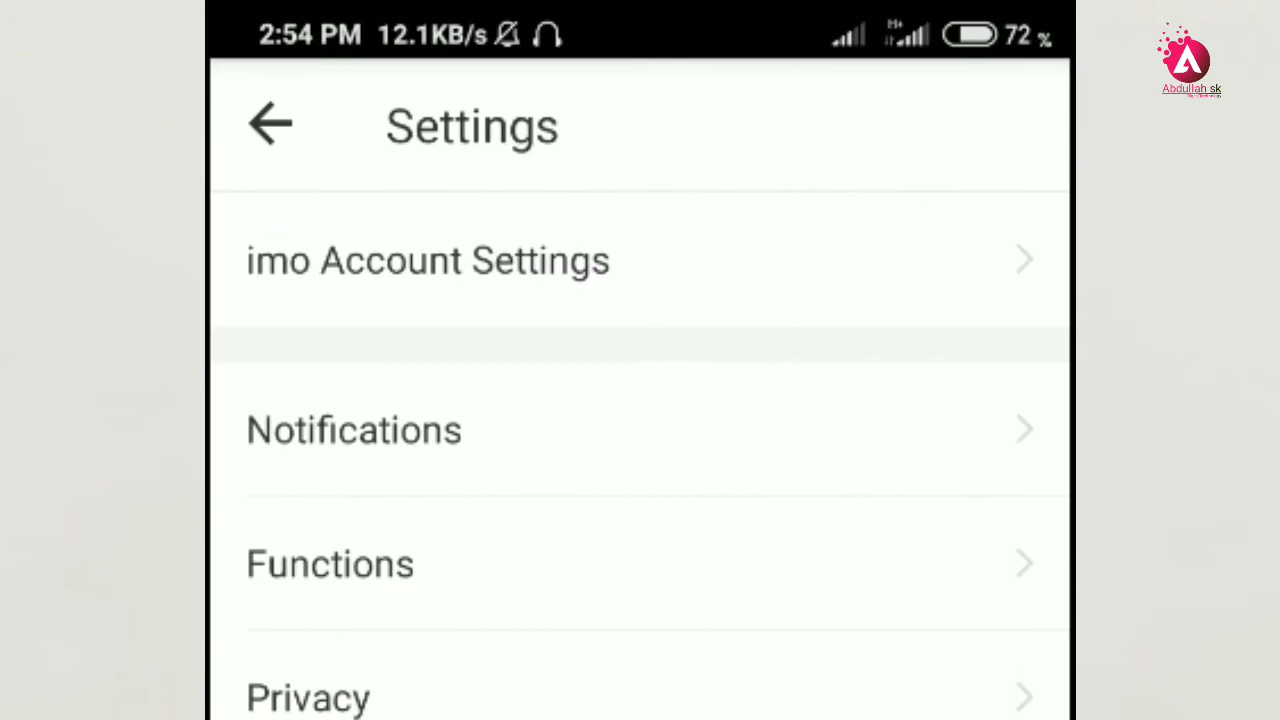 2:54 PM 12.1KB/s
H+
72 %
Abdullah sk
Settings
imo Account Settings
Notifications
Functions
Privacy